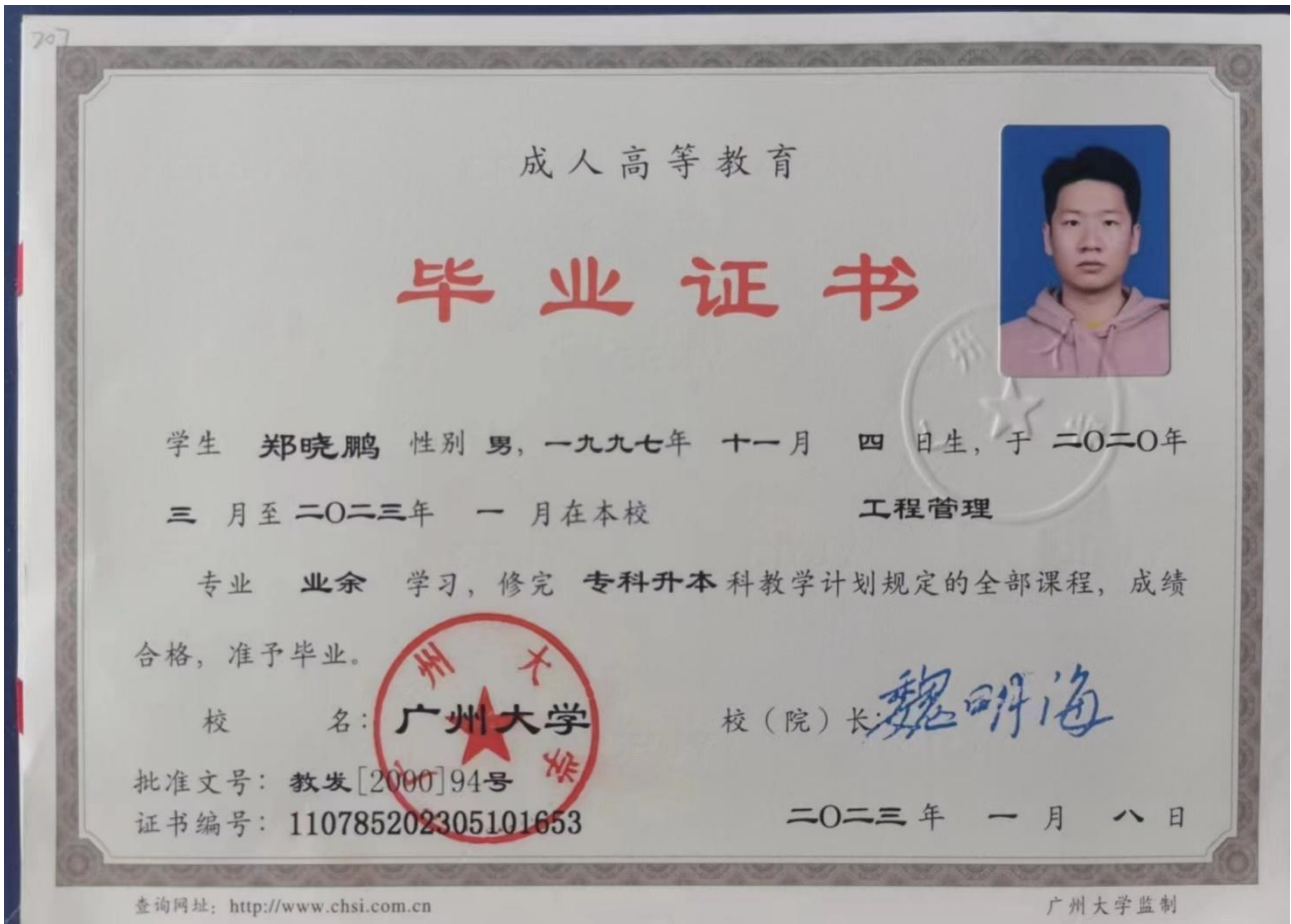 707
成人高等教育
毕业证书
学生 郑晓鹏 性别 男，一九九七年 十一月 四 日生，于 二〇二〇年
三 月至 二〇二三年 一 月在本校 工程管理
专业 业余 学习，修完 专科升本科教学计划规定的全部课程，成绩
合格，准予毕业。
校 名：广州大学
校（院）长：魏明海
批准文号：教发[2000]94号
证书编号：110785202305101653
二〇二三年 一 月 八 日
查询网址：http://www.chsi.com.cn
广州大学监制